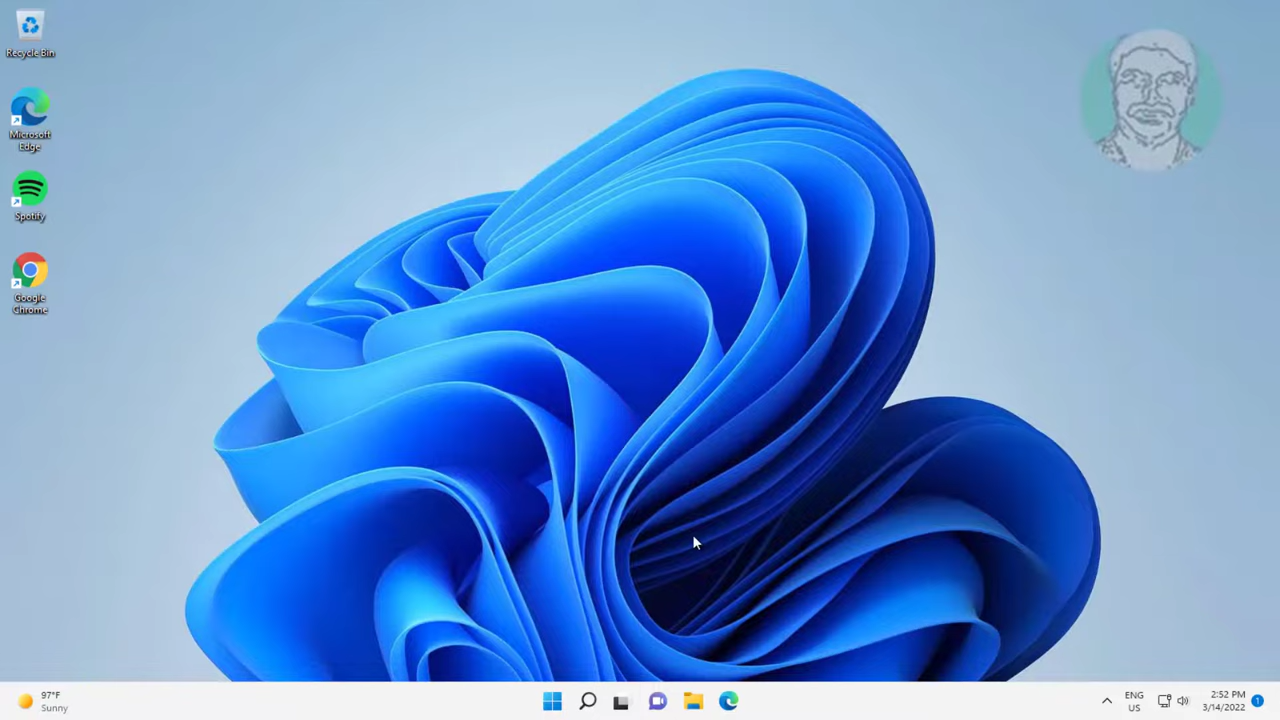 Recycle Bin
Microsoft
Edge
Spotify
Google
Chrome
97°F
Sunny
ENG
US
2:52 PM
3/14/2022
1